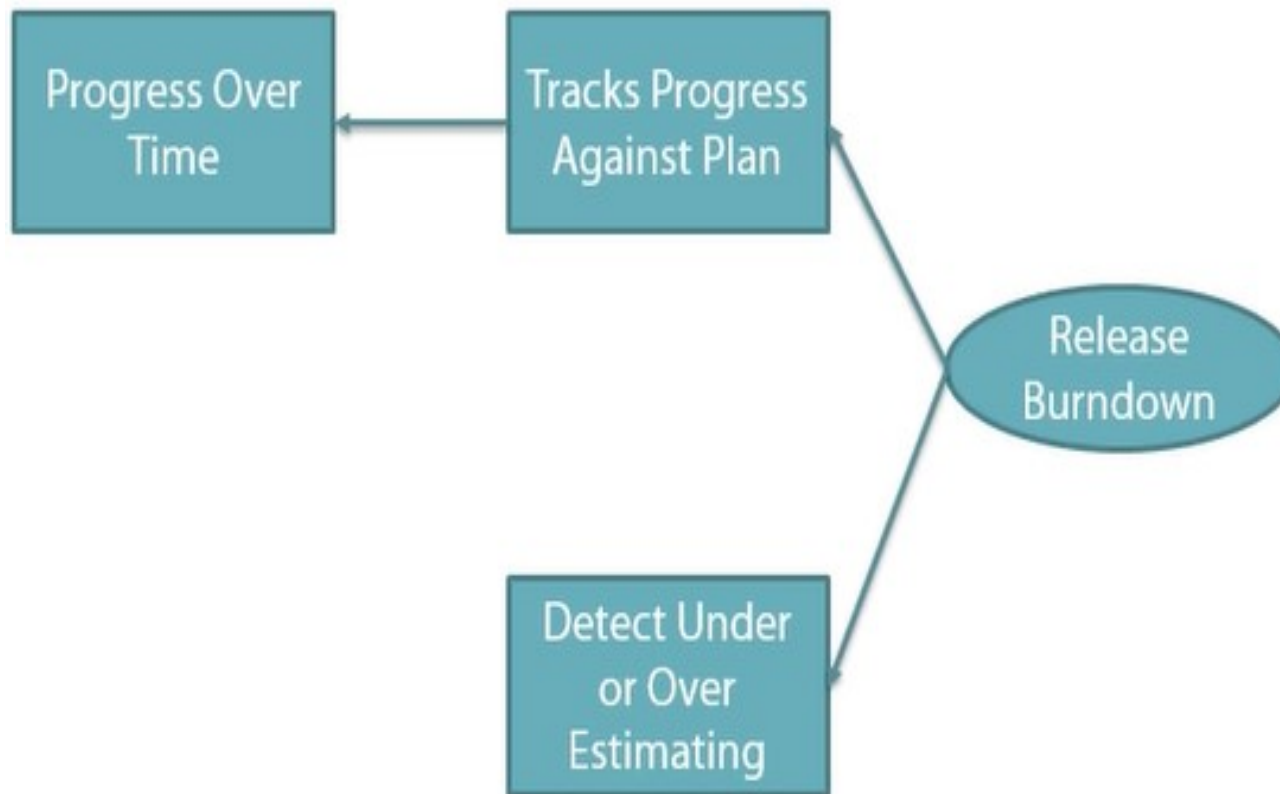 Progress Over
Time
Tracks Progress
Against Plan
Release
Burndown
Detect Under
or Over
Estimating